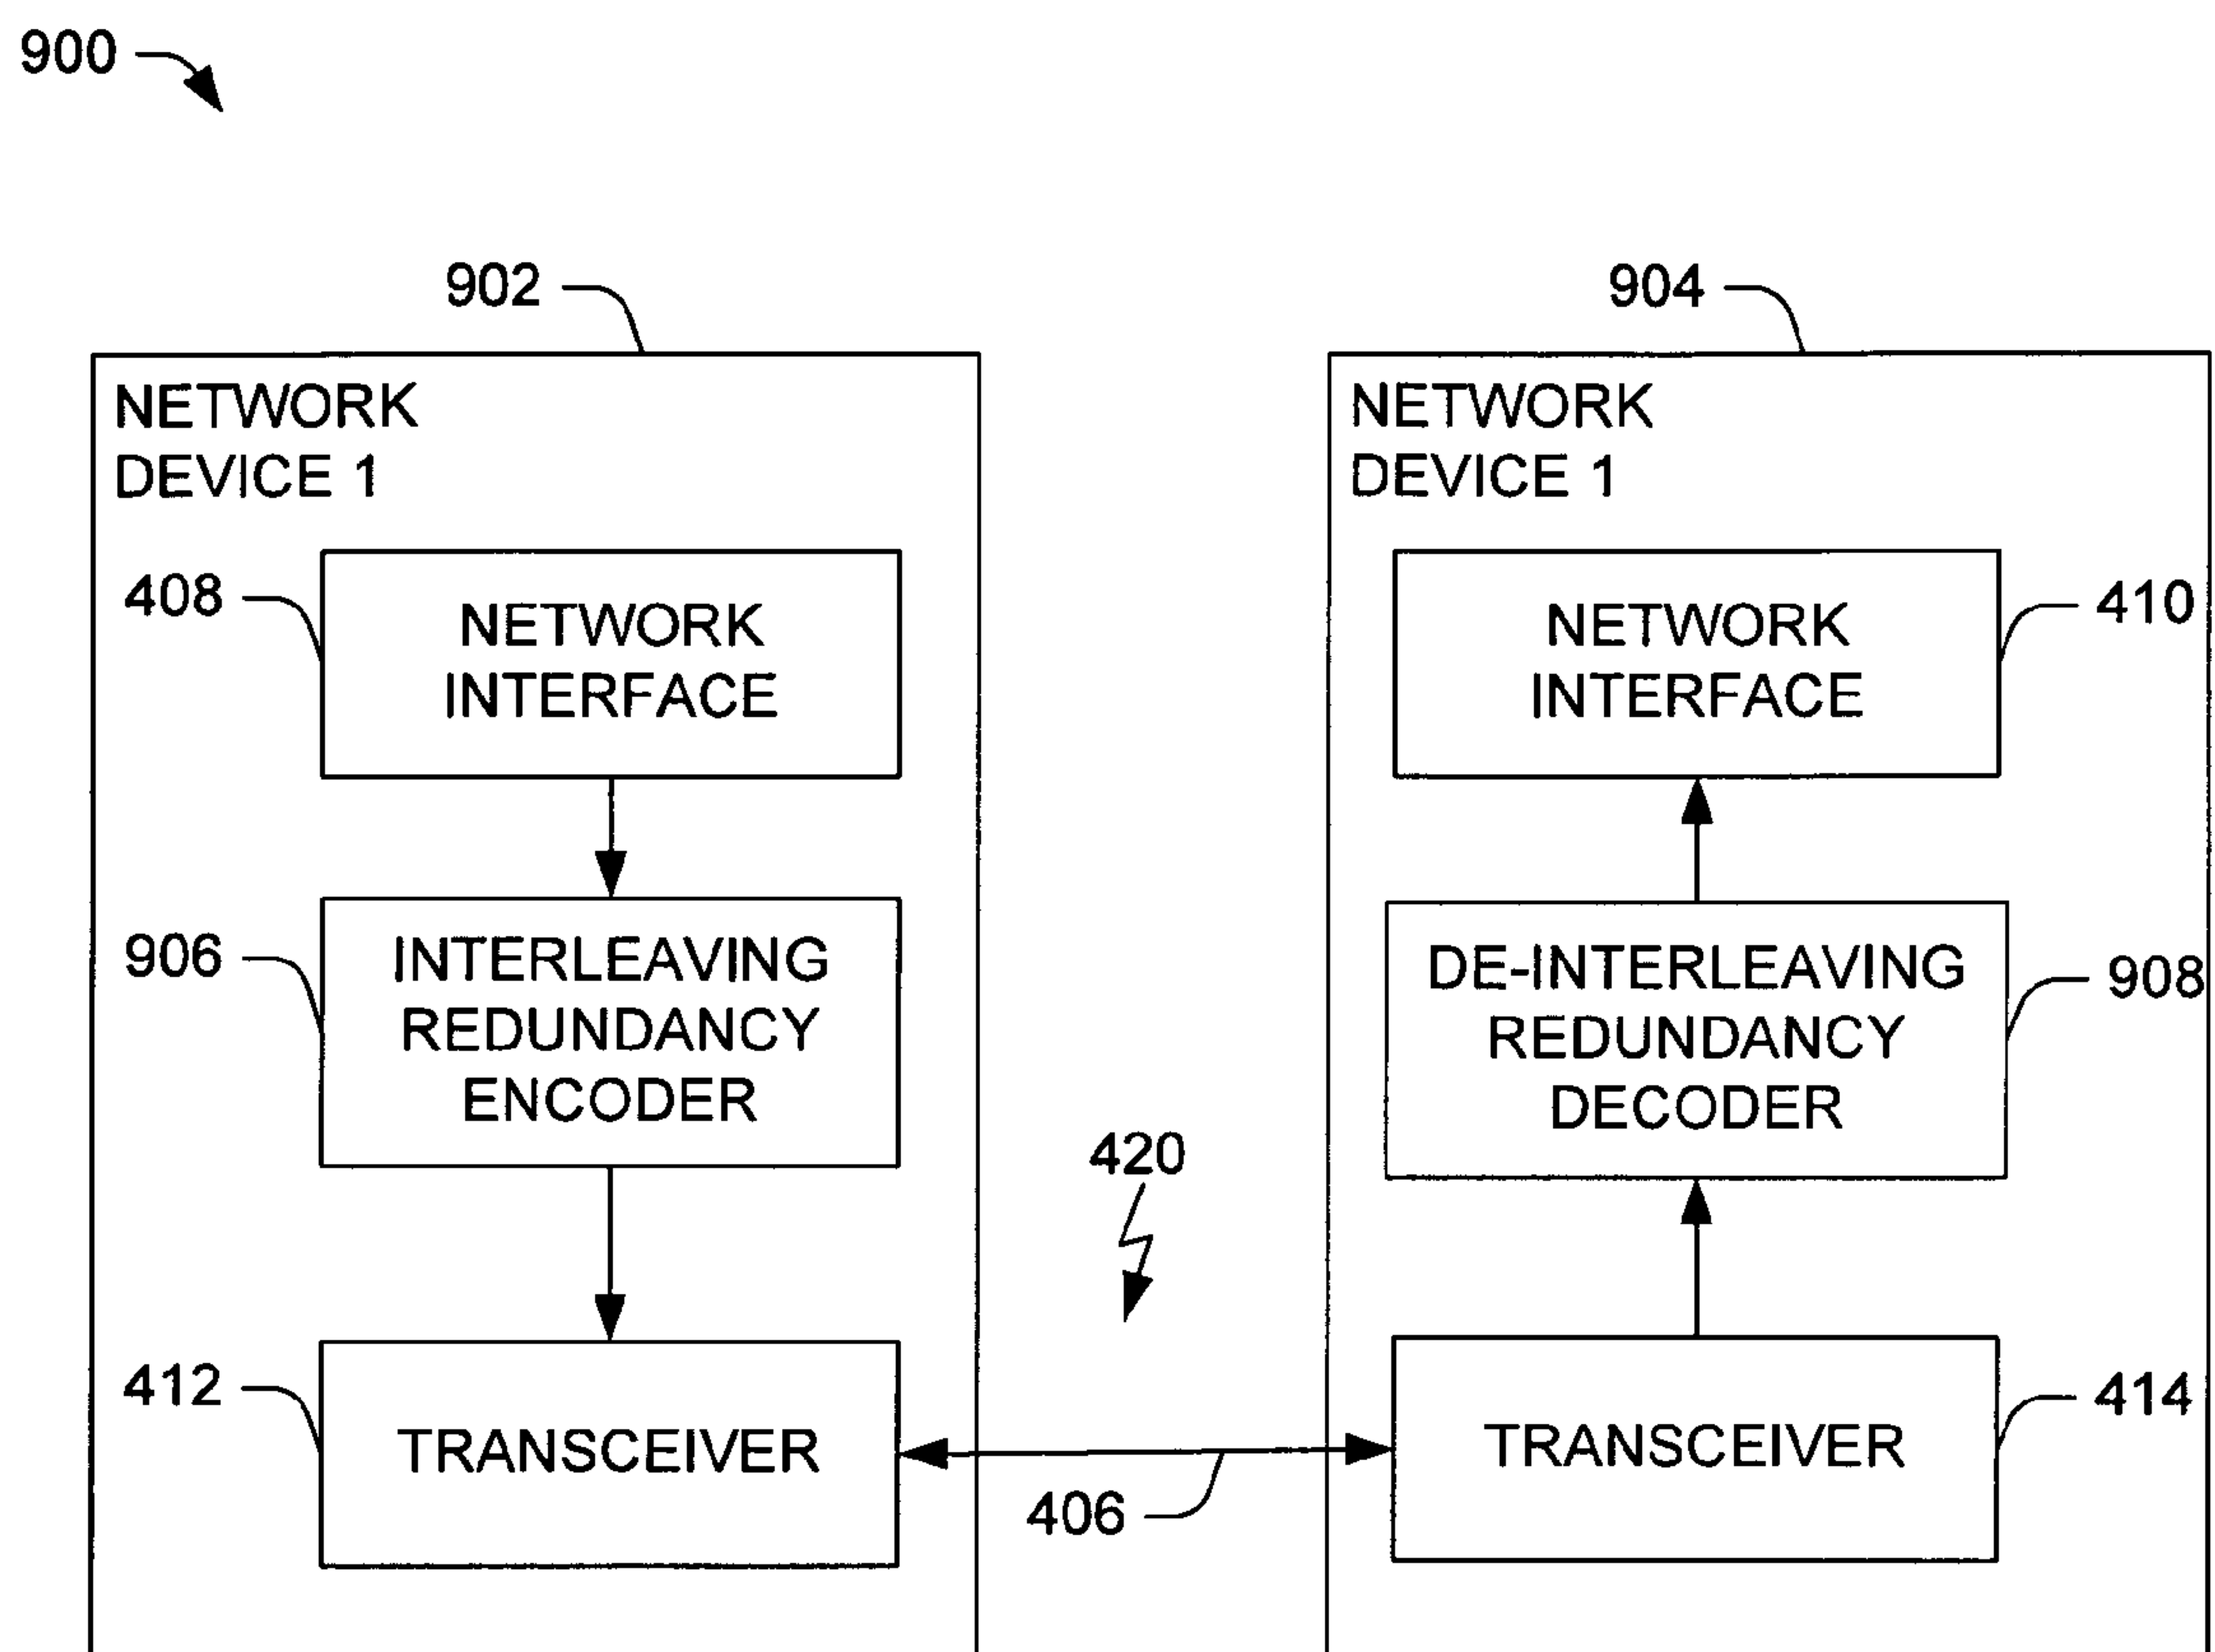 900
902
904
NETWORK
DEVICE 1
NETWORK
DEVICE 1
408
NETWORK
INTERFACE
NETWORK
INTERFACE
410
906
INTERLEAVING
REDUNDANCY
ENCODER
DE-INTERLEAVING
REDUNDANCY
DECODER
908
420
412
TRANSCEIVER
406
TRANSCEIVER
414